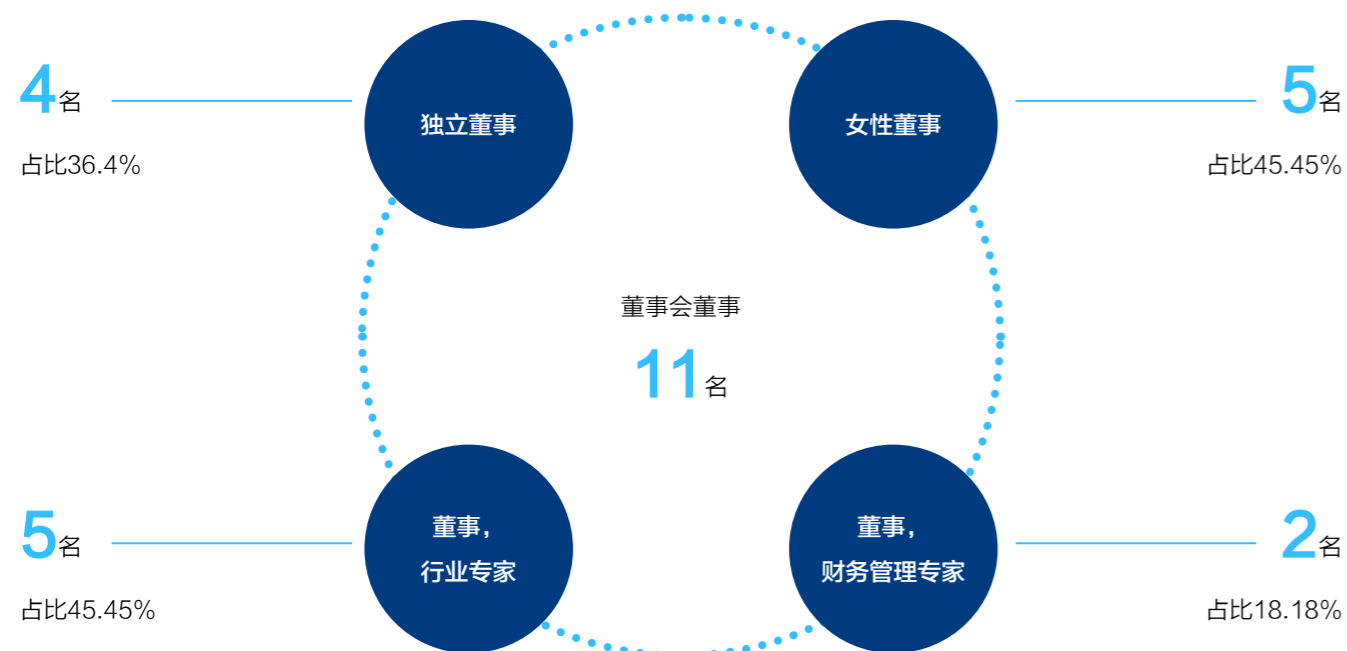 4名
占比36.4%
独立董事
女性董事
5名
占比45.45%
董事会董事
11名
5名
占比45.45%
董事，
行业专家
董事，
财务管理专家
2名
占比18.18%